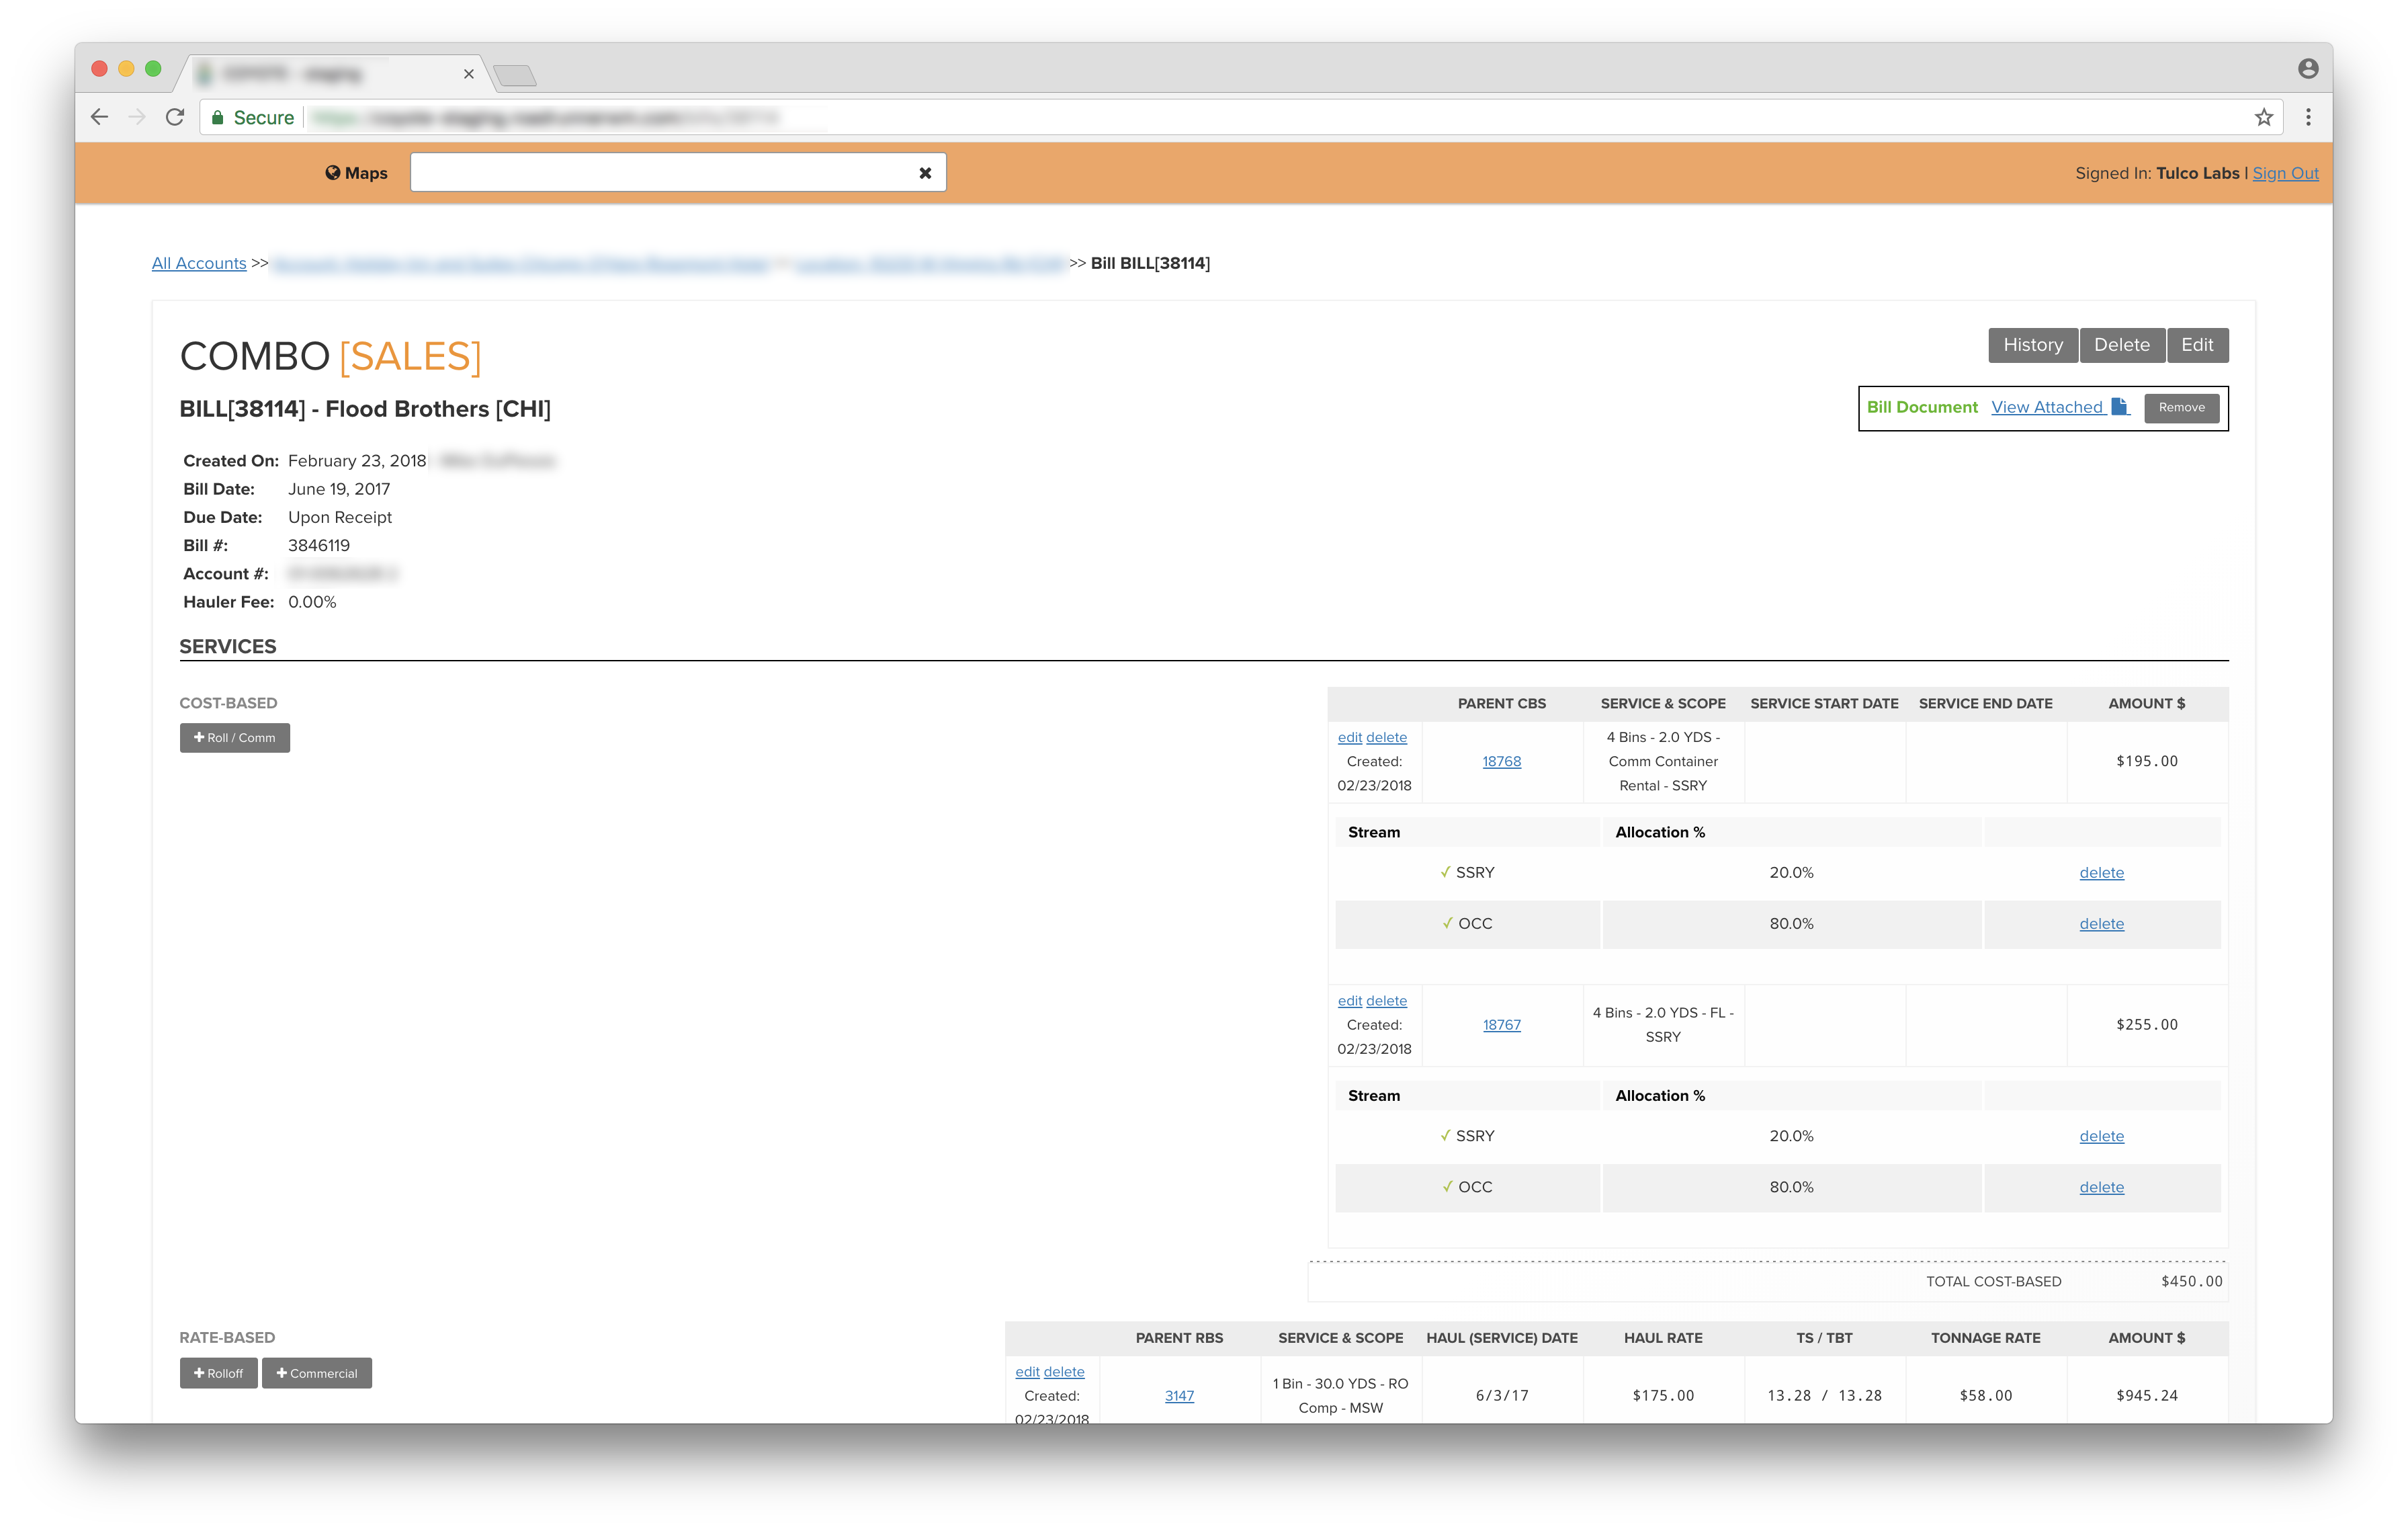 Secure
Maps
Signed In: Tulco Labs | Sign Out
All Accounts >> >> Bill BILL[38114]
COMBO [SALES]
History Delete Edit
BILL[38114] - Flood Brothers [CHI]
Bill Document View Attached Remove
Created On: February 23, 2018
Bill Date: June 19, 2017
Due Date: Upon Receipt
Bill #: 3846119
Account #:
Hauler Fee: 0.00%
SERVICES
COST-BASED
+ Roll / Comm
PARENT CBS SERVICE & SCOPE SERVICE START DATE SERVICE END DATE AMOUNT $
edit delete
Created:
02/23/2018
18768
4 Bins - 2.0 YDS -
Comm Container
Rental - SSRY
$195.00
Stream Allocation %
✓ SSRY 20.0% delete
✓ OCC 80.0% delete
edit delete
Created:
02/23/2018
18767
4 Bins - 2.0 YDS - FL -
SSRY
$255.00
Stream Allocation %
✓ SSRY 20.0% delete
✓ OCC 80.0% delete
TOTAL COST-BASED $450.00
RATE-BASED
+ Rolloff + Commercial
PARENT RBS SERVICE & SCOPE HAUL (SERVICE) DATE HAUL RATE TS / TBT TONNAGE RATE AMOUNT $
edit delete
Created:
02/23/2018
3147
1 Bin - 30.0 YDS - RO
Comp - MSW
6/3/17
$175.00
13.28 / 13.28
$58.00
$945.24